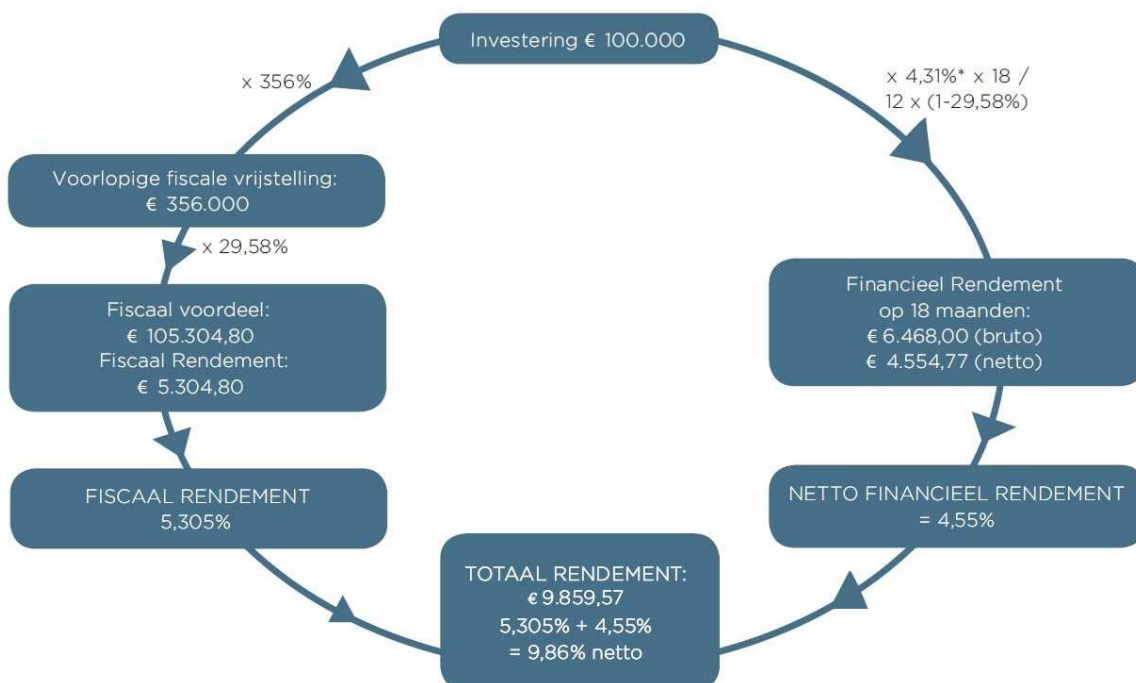 Investering € 100.000
x 356%
x 4,31%* x 18 /
12 x (1-29,58%)
Voorlopige fiscale vrijstelling:
€ 356.000
x 29,58%
Fiscaal voordeel:
€ 105.304,80
Fiscaal Rendement:
€ 5.304,80
Financieel Rendement
op 18 maanden:
€ 6.468,00 (bruto)
€ 4.554,77 (netto)
FISCAAL RENDEMENT
5,305%
NETTO FINANCIEEL RENDEMENT
= 4,55%
TOTAAL RENDEMENT:
€ 9.859,57
5,305% + 4,55%
= 9,86% netto